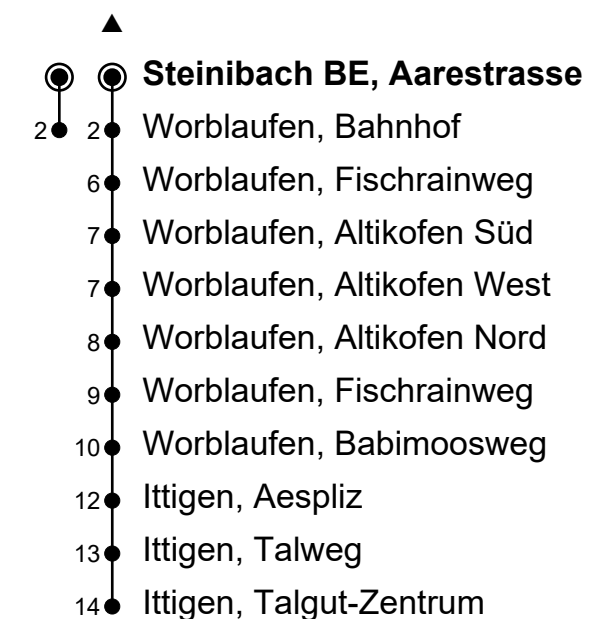 Steinibach BE, Aarestrasse
2 2 Worblaufen, Bahnhof
6 Worblaufen, Fischrainweg
7 Worblaufen, Altikofen Süd
7 Worblaufen, Altikofen West
8 Worblaufen, Altikofen Nord
9 Worblaufen, Fischrainweg
10 Worblaufen, Babimoosweg
12 Ittigen, Aespliz
13 Ittigen, Talweg
14 Ittigen, Talgut-Zentrum